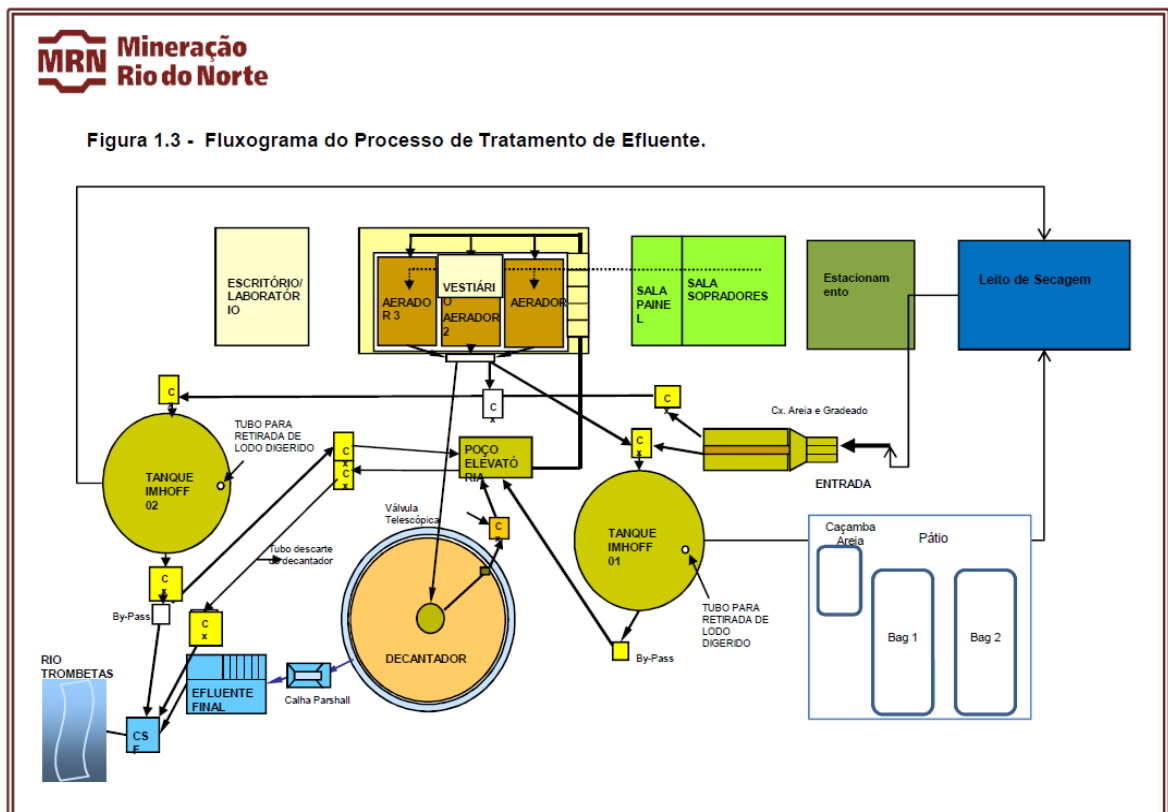 MRN
Mineração
Rio do Norte
Figura 1.3 - Fluxograma do Processo de Tratamento de Efluente.
ESCRITÓRIO/
LABORATÓR
IO
AERADO
R 3
VESTIÁRI
O
AERADOR
2
AERADOR
SALA
PAINE
L
SALA
SOPRADORES
Estacionam
ento
Leito de Secagem
C
x
C
x
C
x
Cx. Areia e Gradeado
ENTRADA
TUBO PARA
RETIRADA DE
LODO DIGERIDO
TANQUE
IMHOFF
02
C
x
C
x
POÇO
ELEVATÓ
RIA
C
x
TANQUE
IMHOFF
01
Válvula
Telescópica
C
x
Tubo descarte
do decantador
Caçamba
Areia
Pátio
Bag 1
Bag 2
C
x
By-Pass
C
x
TUBO PARA
RETIRADA DE
LODO
DIGERIDO
By-Pass
DECANTADOR
RIO
TROMBETAS
EFLUENTE
FINAL
Calha Parshall
CS
F